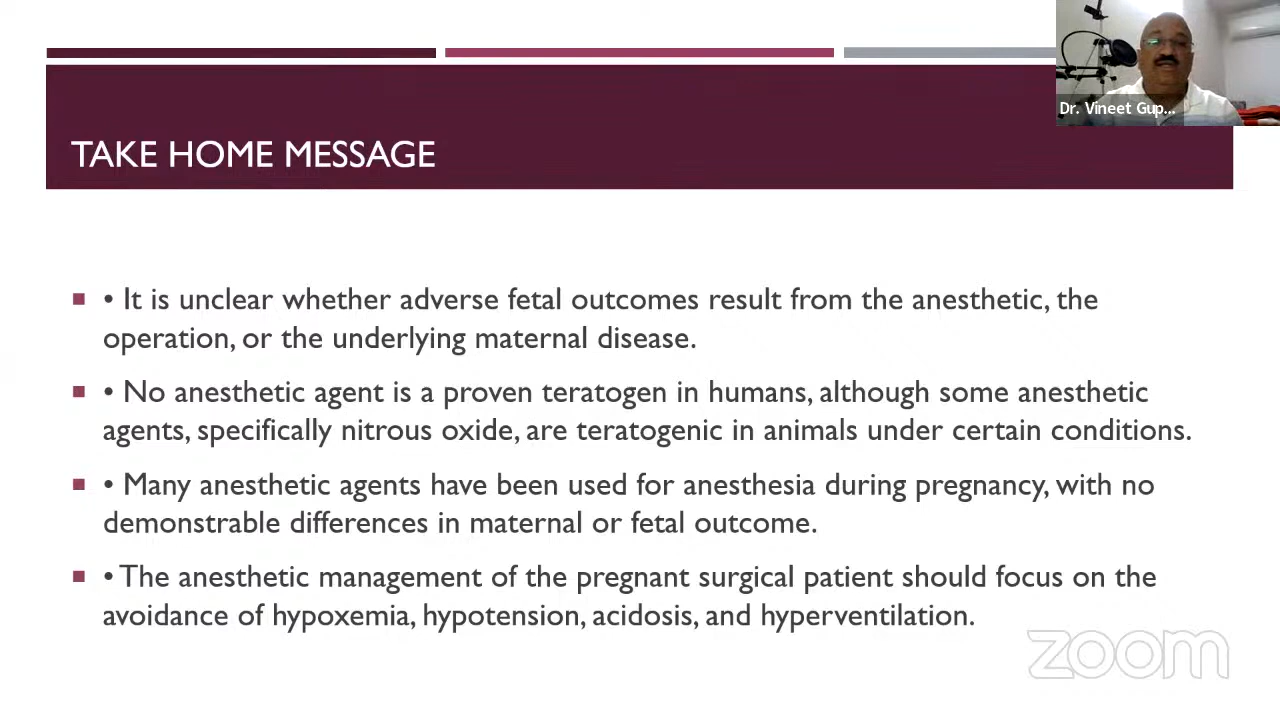 Dr. Vineet Gup...
TAKE HOME MESSAGE
• It is unclear whether adverse fetal outcomes result from the anesthetic, the
operation, or the underlying maternal disease.
• No anesthetic agent is a proven teratogen in humans, although some anesthetic
agents, specifically nitrous oxide, are teratogenic in animals under certain conditions.
• Many anesthetic agents have been used for anesthesia during pregnancy, with no
demonstrable differences in maternal or fetal outcome.
• The anesthetic management of the pregnant surgical patient should focus on the
avoidance of hypoxemia, hypotension, acidosis, and hyperventilation.
zoom